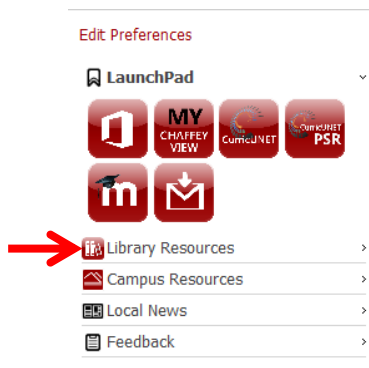 Edit Preferences
LaunchPad
MY
CHAFFEY
VIEW
CurricUNET
CurricUNET
PSR
m
Library Resources
Campus Resources
Local News
Feedback